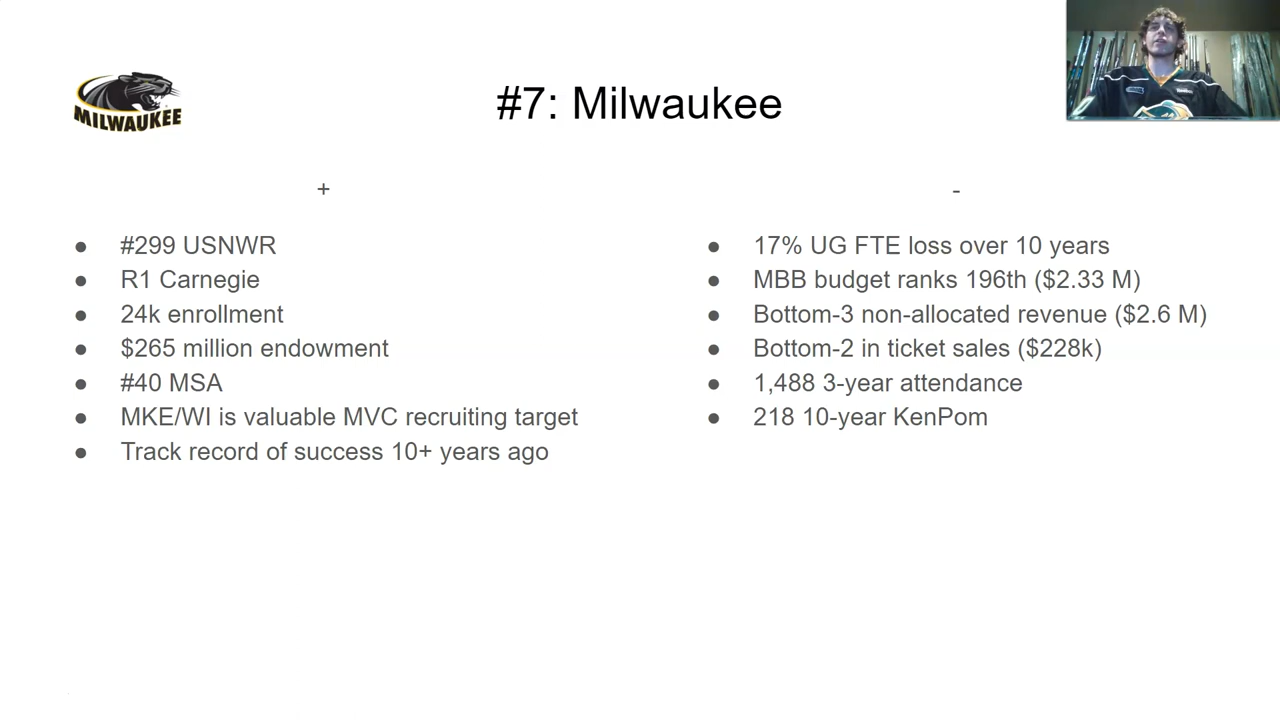 MILWAUKEE
#7: Milwaukee
+
● #299 USNWR
● R1 Carnegie
● 24k enrollment
● $265 million endowment
● #40 MSA
● MKE/WI is valuable MVC recruiting target
● Track record of success 10+ years ago
-
● 17% UG FTE loss over 10 years
● MBB budget ranks 196th ($2.33 M)
● Bottom-3 non-allocated revenue ($2.6 M)
● Bottom-2 in ticket sales ($228k)
● 1,488 3-year attendance
● 218 10-year KenPom